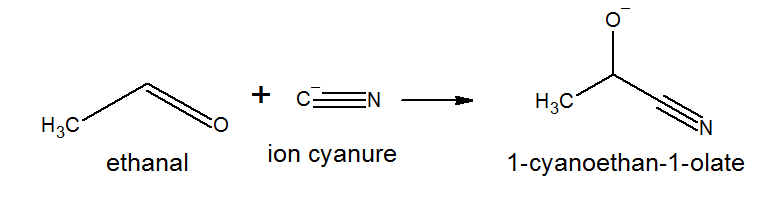 O⁻
+ C⁻ N
H₃C
H₃C O N
ethanal ion cyanure 1-cyanoethan-1-olate